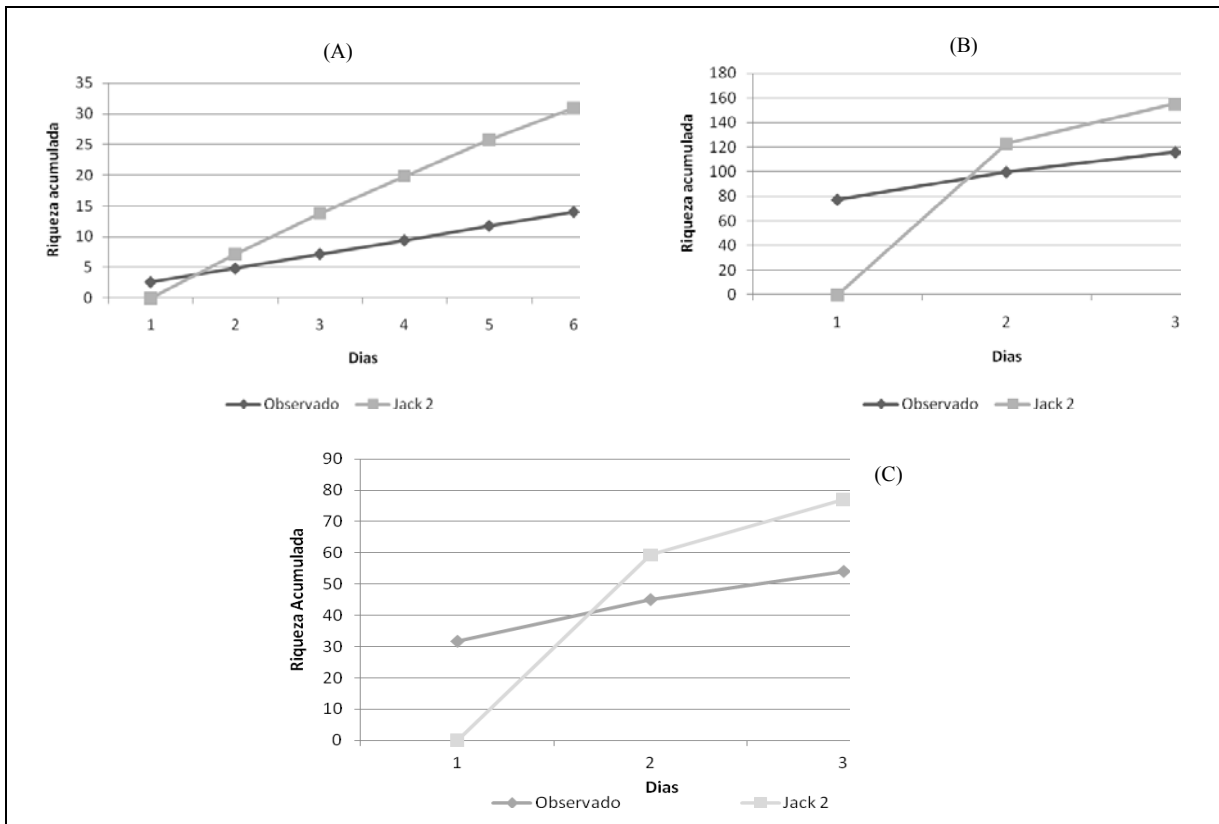 (A)
Riqueza acumulada
35
30
25
20
15
10
5
0
1 2 3 4 5 6
Dias
Observado Jack 2
(B)
Riqueza acumulada
180
160
140
120
100
80
60
40
20
0
1 2 3
Dias
Observado Jack 2
(C)
Riqueza Acumulada
90
80
70
60
50
40
30
20
10
0
1 2 3
Dias
Observado Jack 2